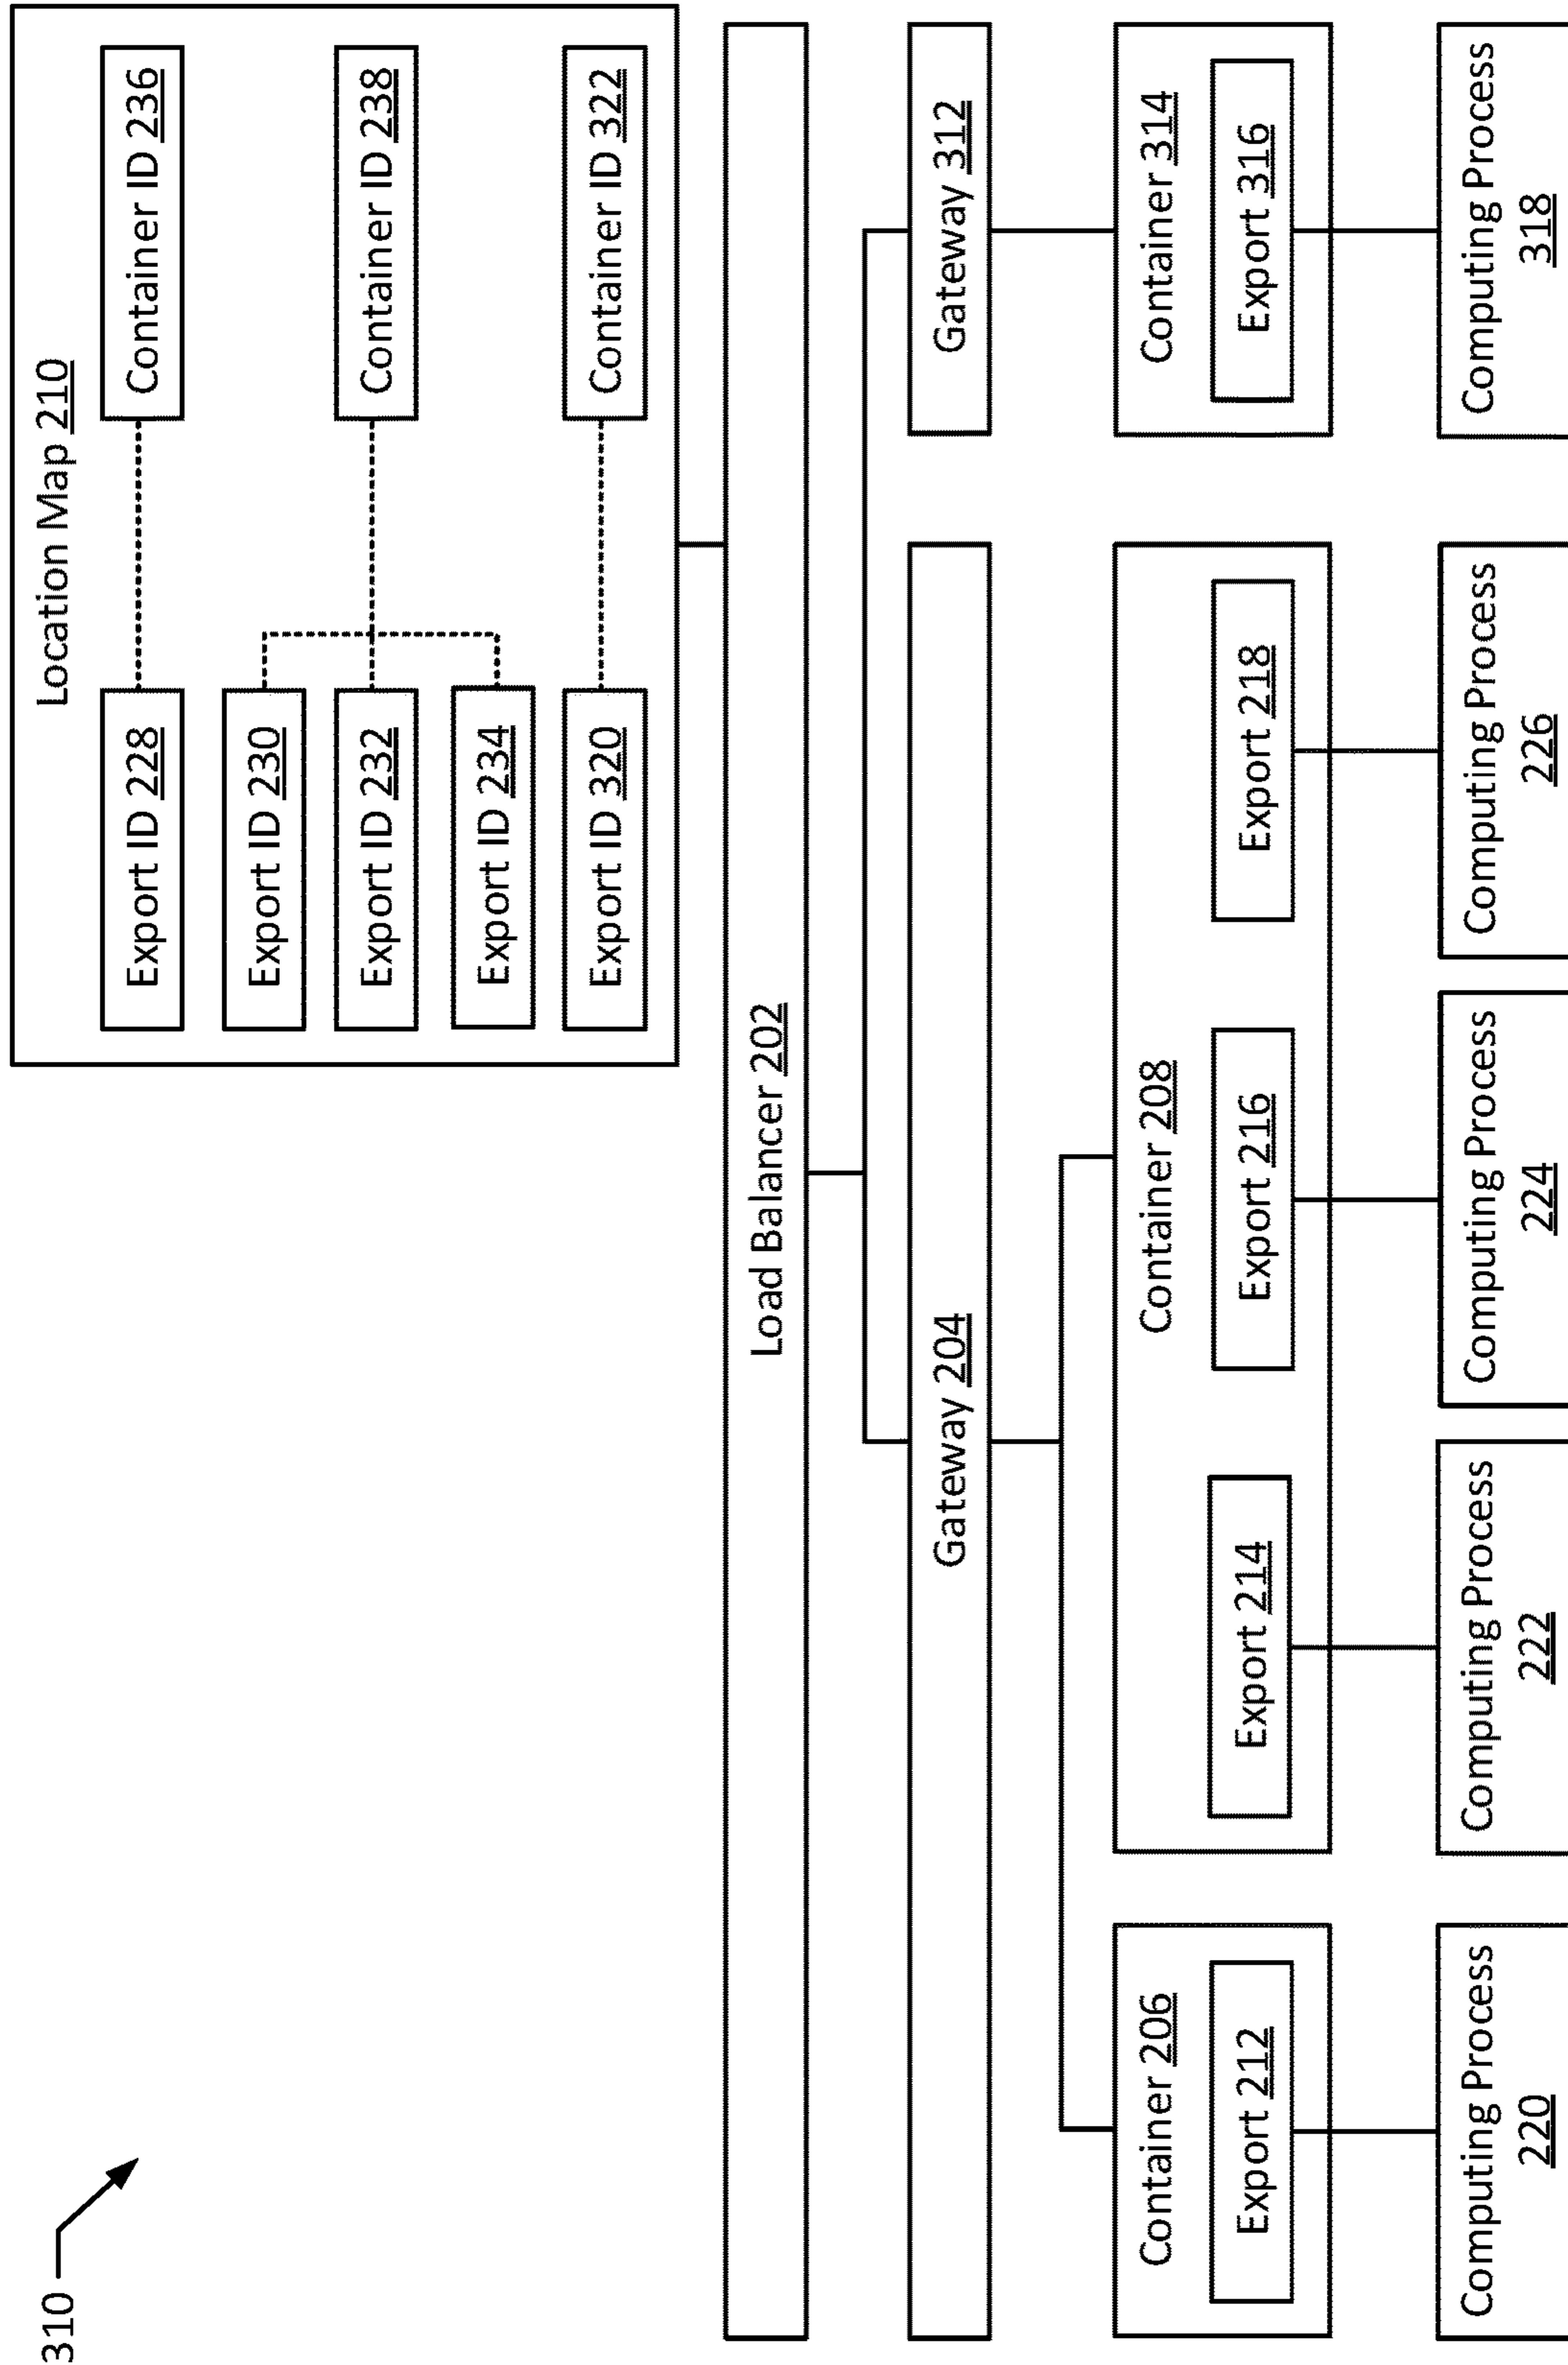 310
Location Map 210
Export ID 228
Container ID 236
Export ID 230
Export ID 232
Container ID 238
Export ID 234
Export ID 320
Container ID 322
Load Balancer 202
Gateway 204
Gateway 312
Container 206
Container 208
Container 314
Export 212
Export 214
Export 216
Export 218
Export 316
Computing Process
220
Computing Process
222
Computing Process
224
Computing Process
226
Computing Process
318